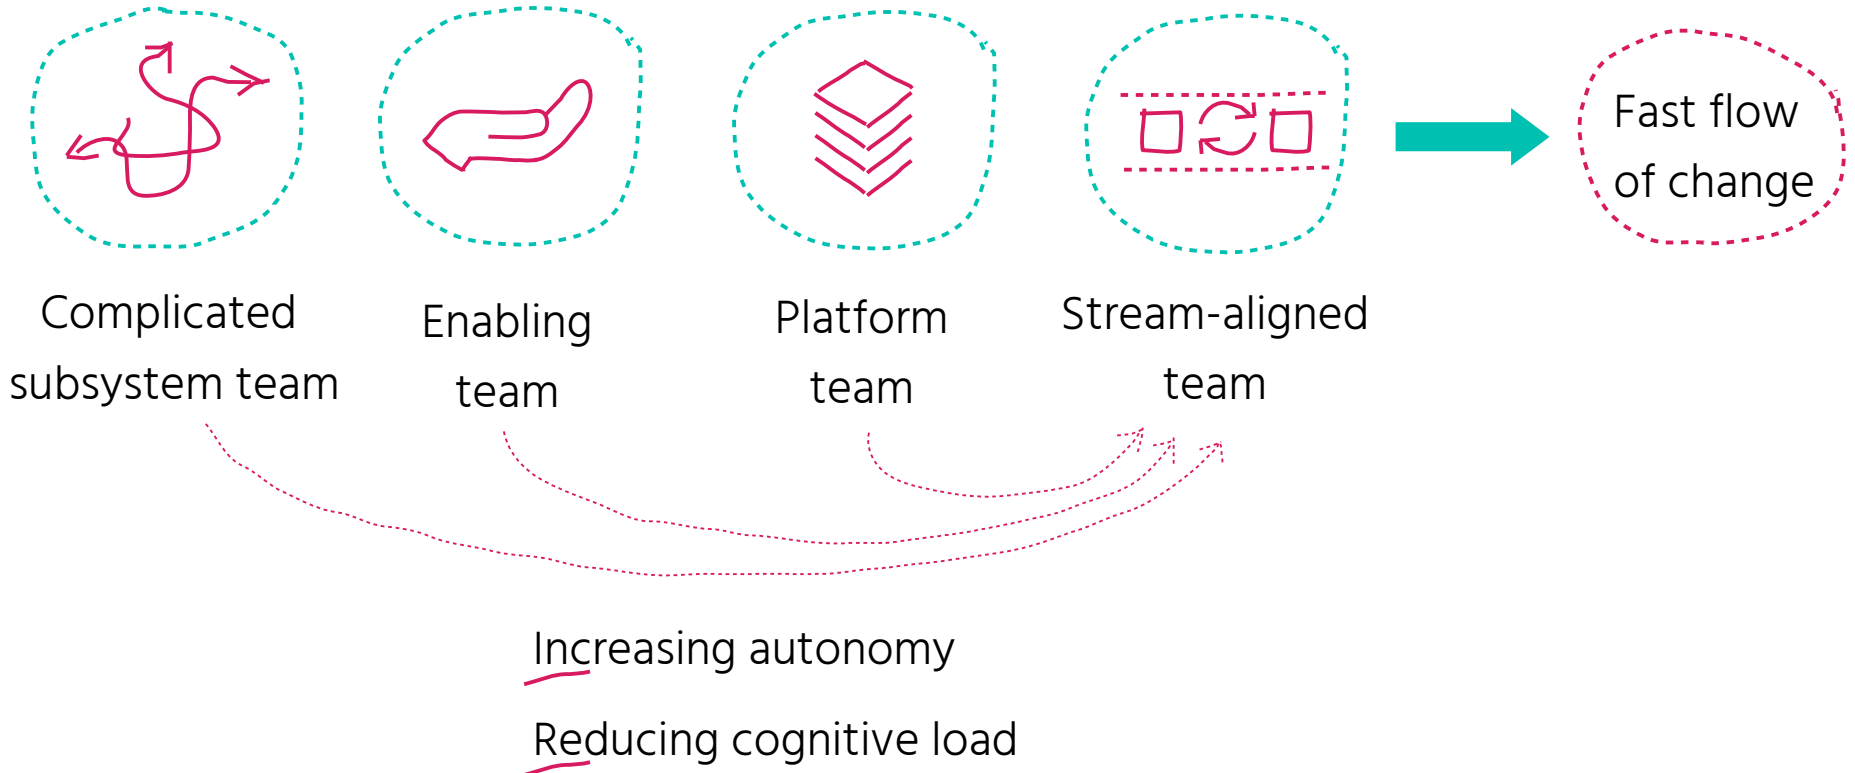 Fast flow
of change
Complicated
subsystem team
Enabling
team
Platform
team
Stream-aligned
team
Increasing autonomy
Reducing cognitive load